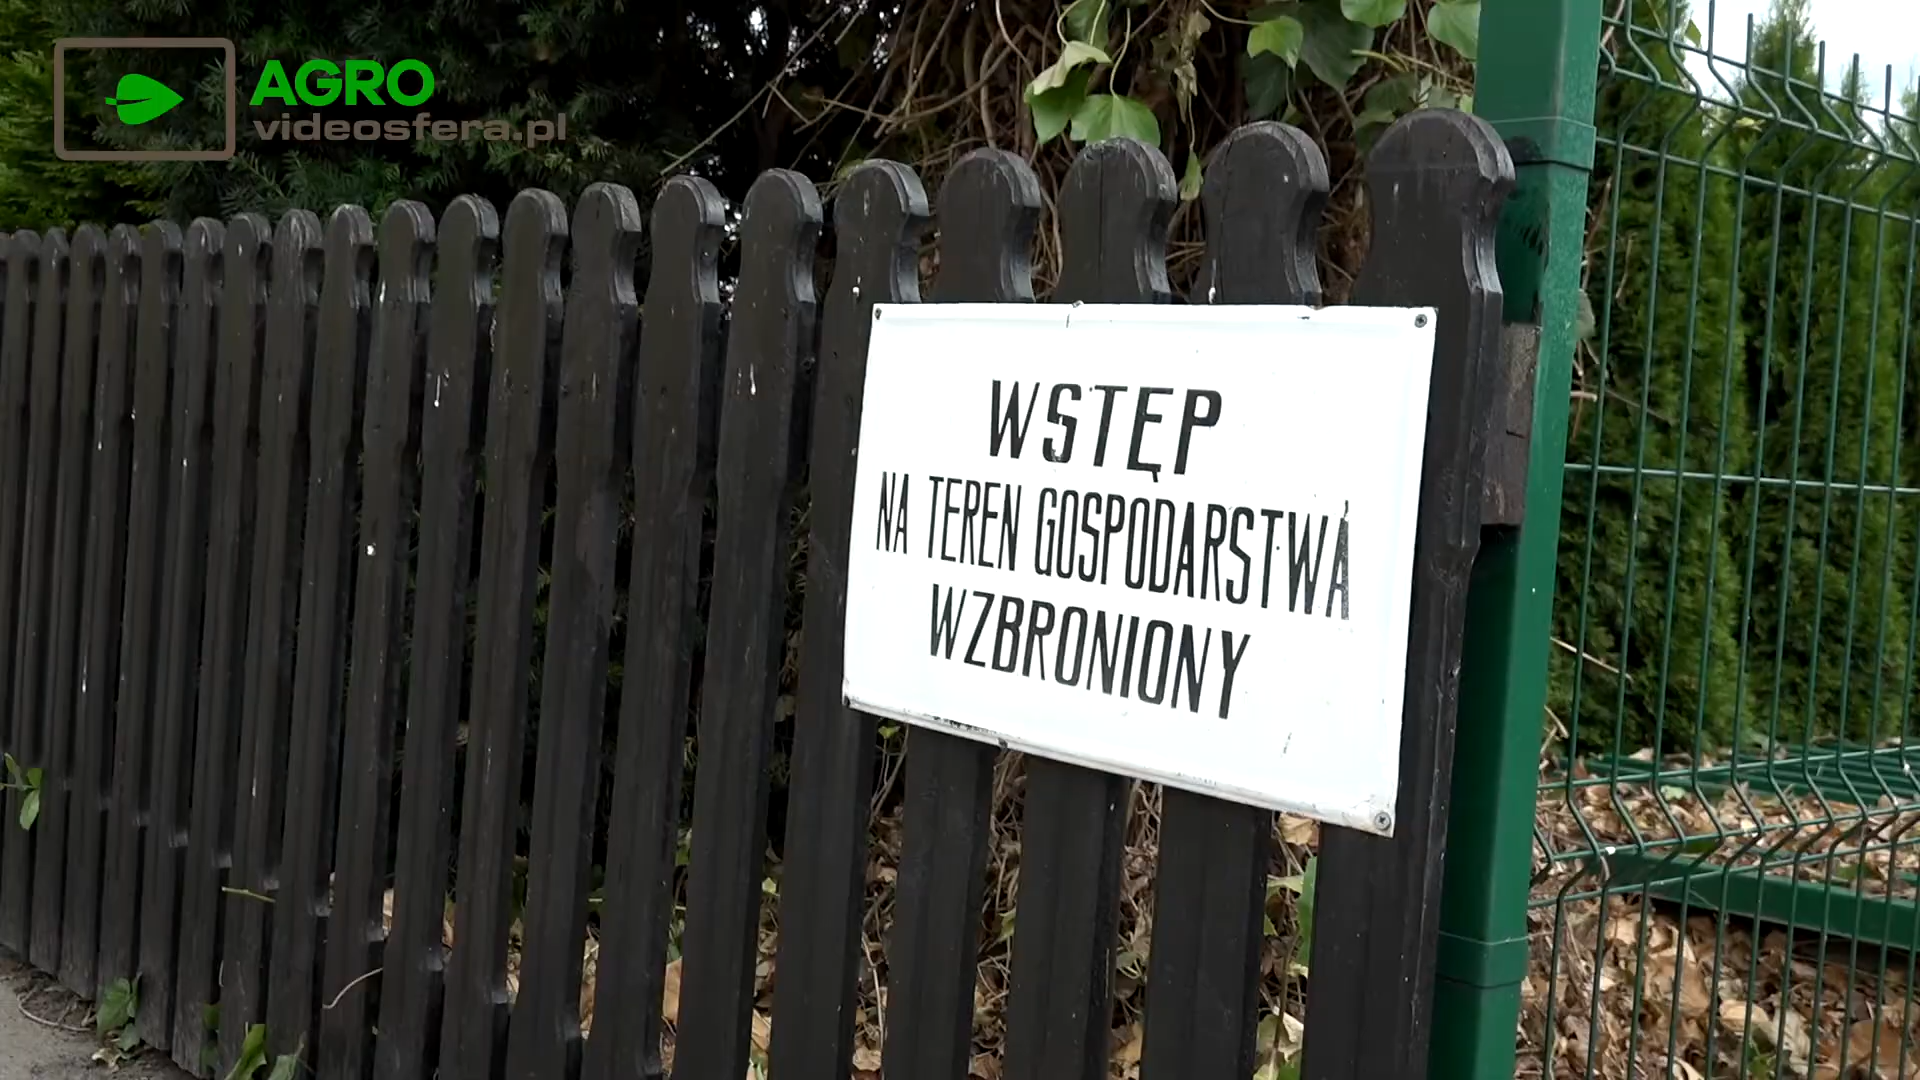 AGRO
videosfera.pl
WSTĘP
NA TEREN GOSPODARSTWA
WZBRONIONY